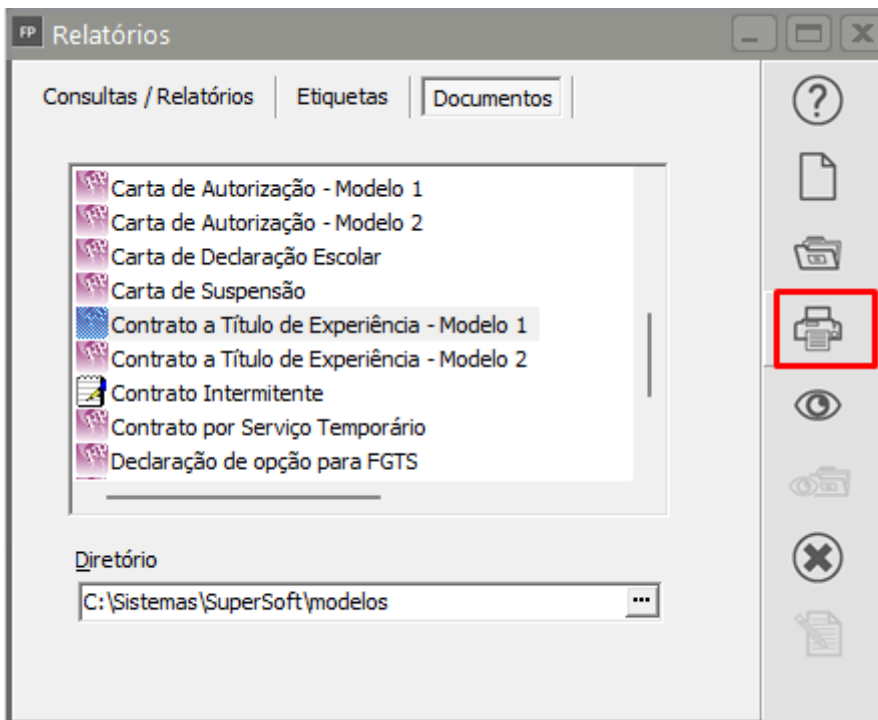 FP Relatórios
Consultas / Relatórios Etiquetas Documentos
Carta de Autorização - Modelo 1
Carta de Autorização - Modelo 2
Carta de Declaração Escolar
Carta de Suspensão
Contrato a Título de Experiência - Modelo 1
Contrato a Título de Experiência - Modelo 2
Contrato Intermitente
Contrato por Serviço Temporário
Declaração de opção para FGTS
Diretório
C:\Sistemas\SuperSoft\modelos ...